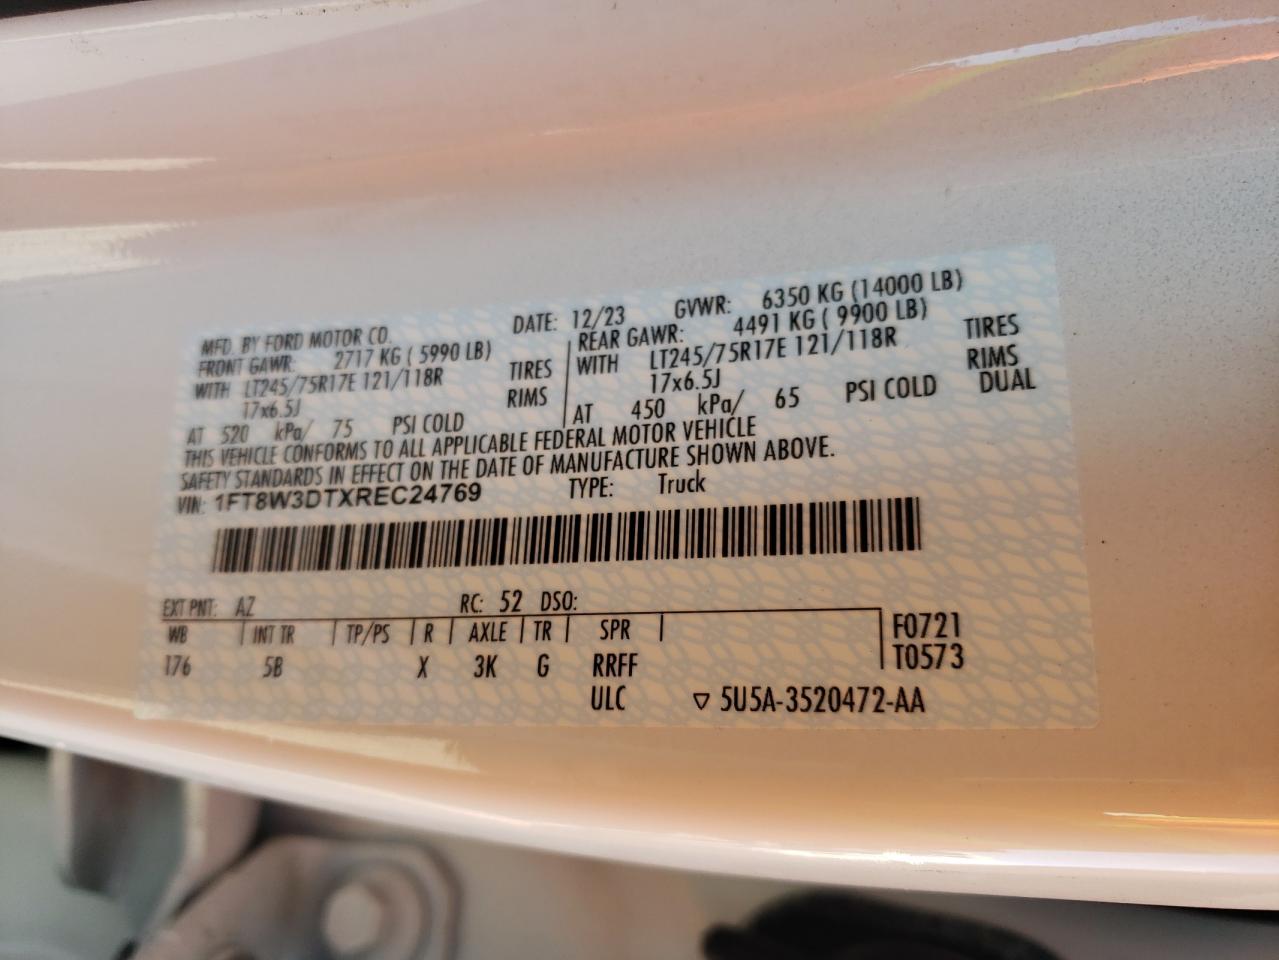 MFD. BY FORD MOTOR CO. DATE: 12/23 GVWR: 6350 KG (14000 LB)
FRONT GAWR: 2717 KG ( 5990 LB) REAR GAWR: 4491 KG ( 9900 LB)
WITH LT245/75R17E 121/118R TIRES WITH LT245/75R17E 121/118R TIRES
17x6.5J RIMS 17x6.5J RIMS
AT 520 kPa/ 75 PSI COLD AT 450 kPa/ 65 PSI COLD DUAL
THIS VEHICLE CONFORMS TO ALL APPLICABLE FEDERAL MOTOR VEHICLE
SAFETY STANDARDS IN EFFECT ON THE DATE OF MANUFACTURE SHOWN ABOVE.
VIN: 1FT8W3DTXREC24769 TYPE: Truck
EXT PNT: AZ RC: 52 DSO:
WB INT TR TP/PS R AXLE TR SPR F0721
176 5B X 3K G RRFF T0573
ULC ▽ 5U5A-3520472-AA